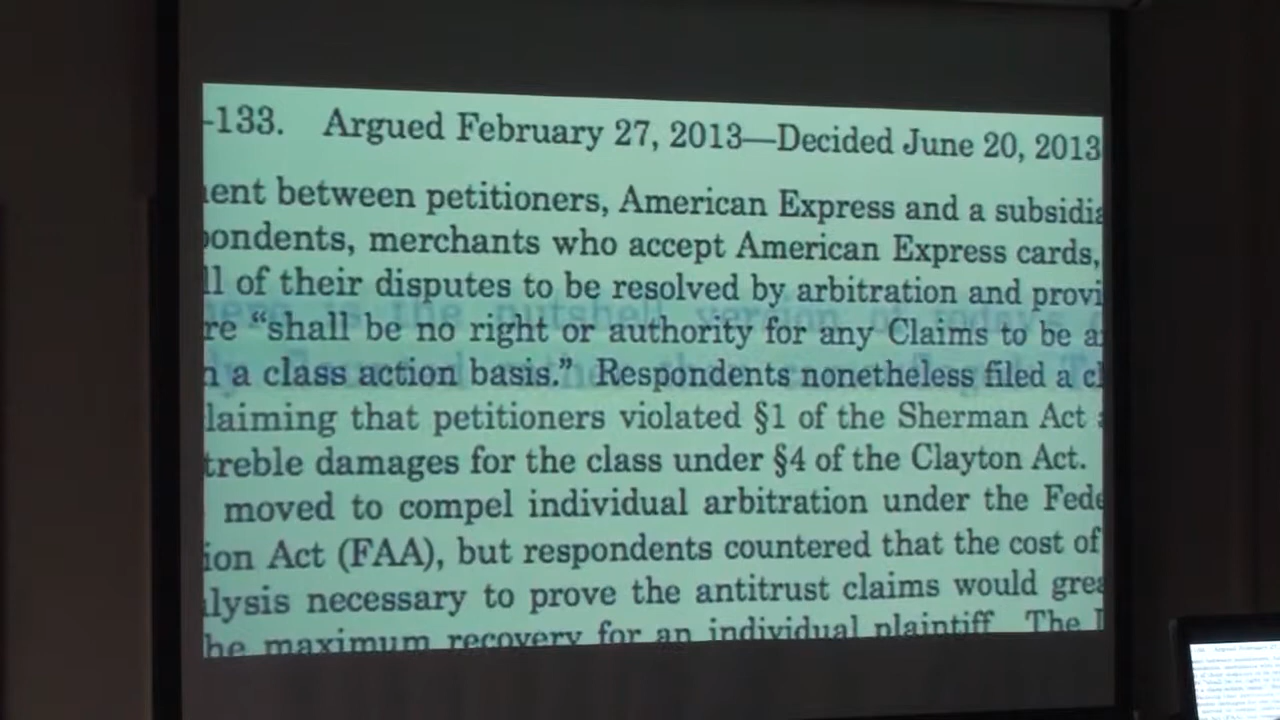 -133. Argued February 27, 2013—Decided June 20, 2013
ent between petitioners, American Express and a subsidia
ondents, merchants who accept American Express cards,
ll of their disputes to be resolved by arbitration and provi
re “shall be no right or authority for any Claims to be a
n a class action basis.” Respondents nonetheless filed a cl
laiming that petitioners violated §1 of the Sherman Act
treble damages for the class under §4 of the Clayton Act.
moved to compel individual arbitration under the Fede
ion Act (FAA), but respondents countered that the cost of
lysis necessary to prove the antitrust claims would grea
he maximum recovery for an individual plaintiff The